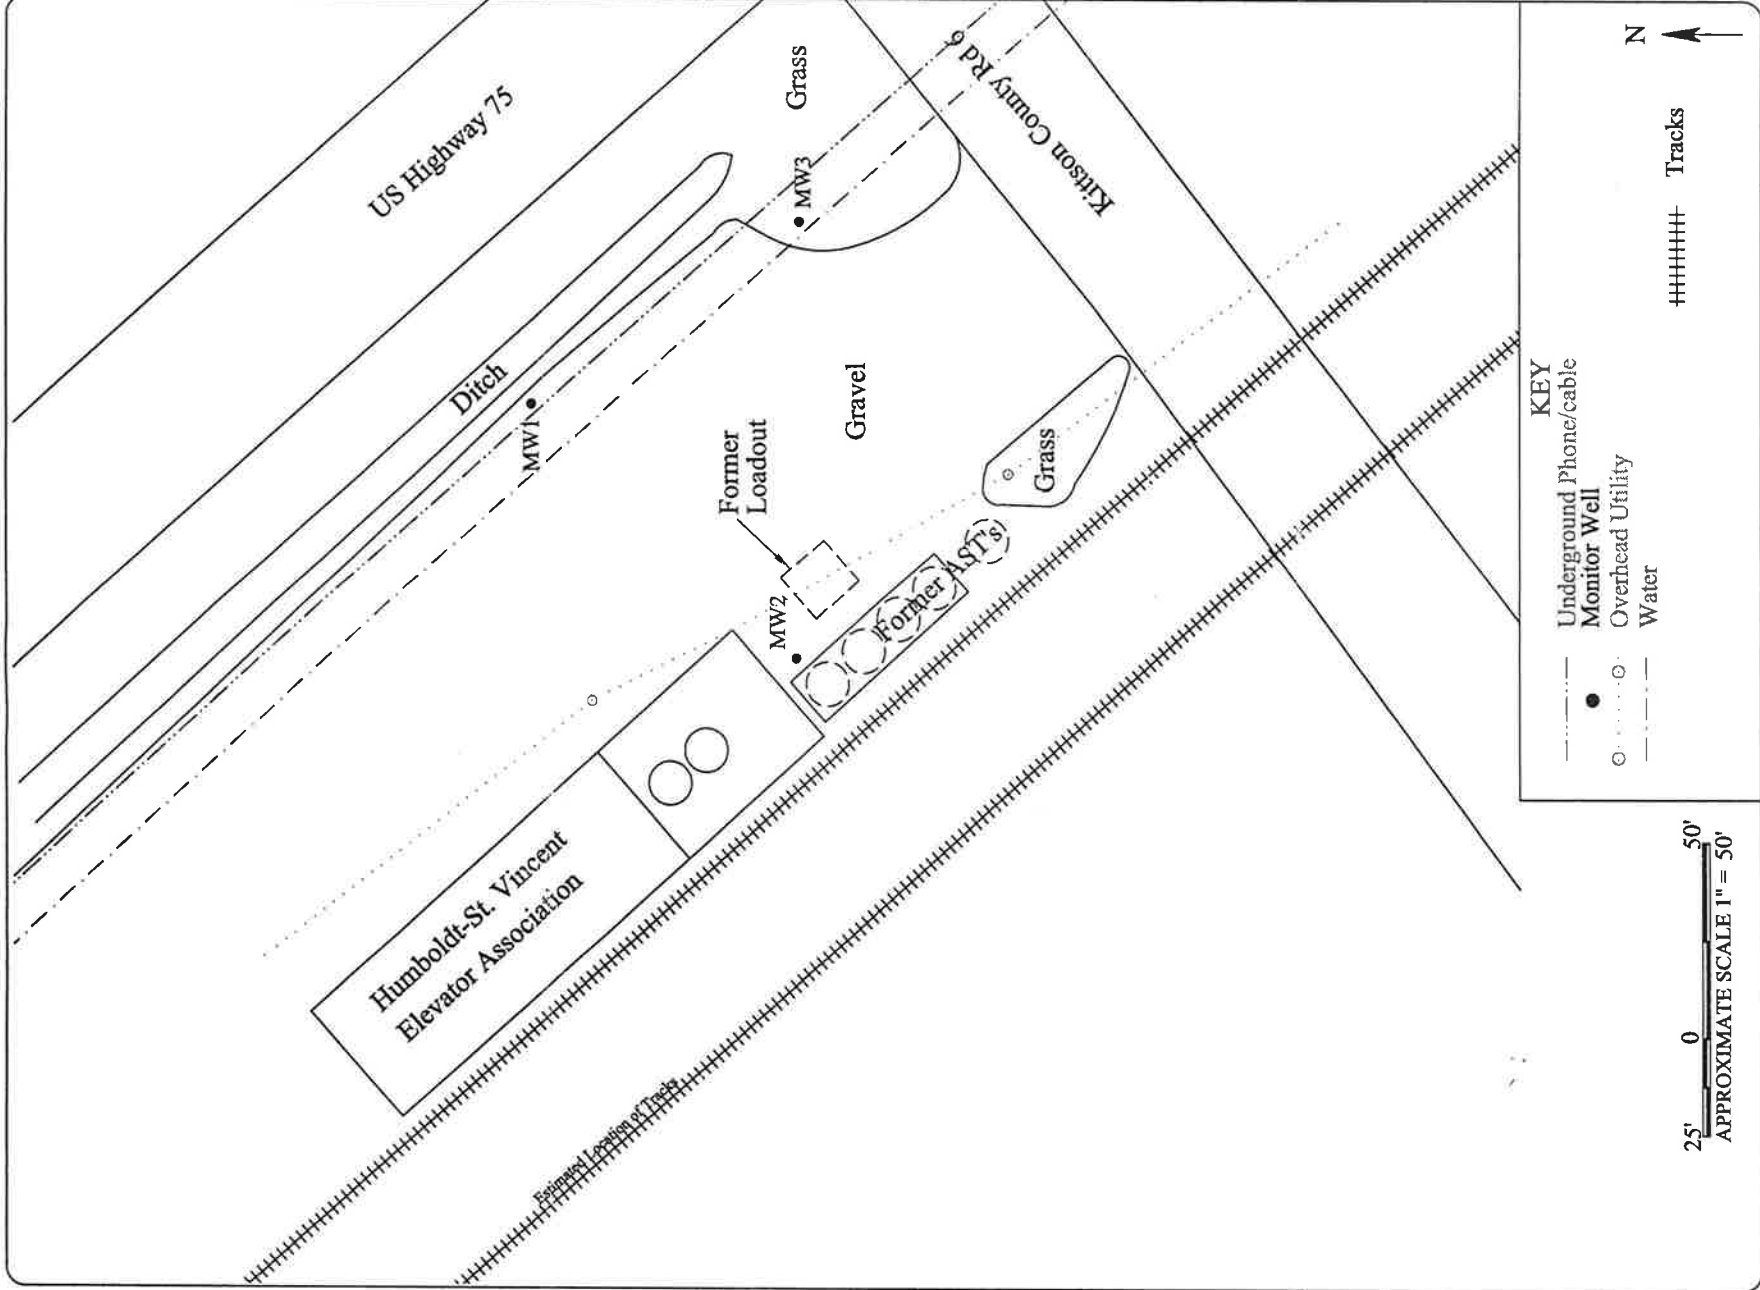 US Highway 75
Grass
Ditch
MW1
MW3
Kittson County Rd 6
Former
Loadout
Gravel
MW2
Former AST's
Grass
Humboldt-St. Vincent
Elevator Association
Estimated Location of Tracks
KEY
Underground Phone/cable
Monitor Well
Overhead Utility
Water
Tracks
N
25' 0 50'
APPROXIMATE SCALE 1" = 50'